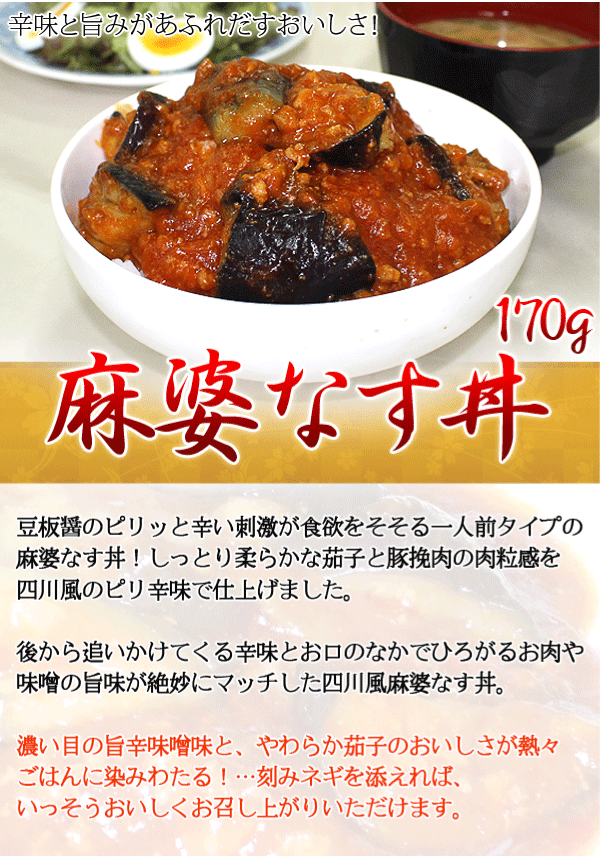 辛味と旨みがあふれだすおいしさ!
170g
麻婆なす丼
豆板醤のピリッと辛い刺激が食欲をそそる一人前タイプの
麻婆なす丼！しっとり柔らかな茄子と豚挽肉の肉粒感を
四川風のピリ辛味で仕上げました。
後から追いかけてくる辛味とお口のなかでひろがるお肉や
味噌の旨味が絶妙にマッチした四川風麻婆なす丼。
濃い目の旨辛味噌味と、やわらか茄子のおいしさが熱々
ごはんに染みわたる！…刻みネギを添えれば、
いっそうおいしくお召し上がりいただけます。